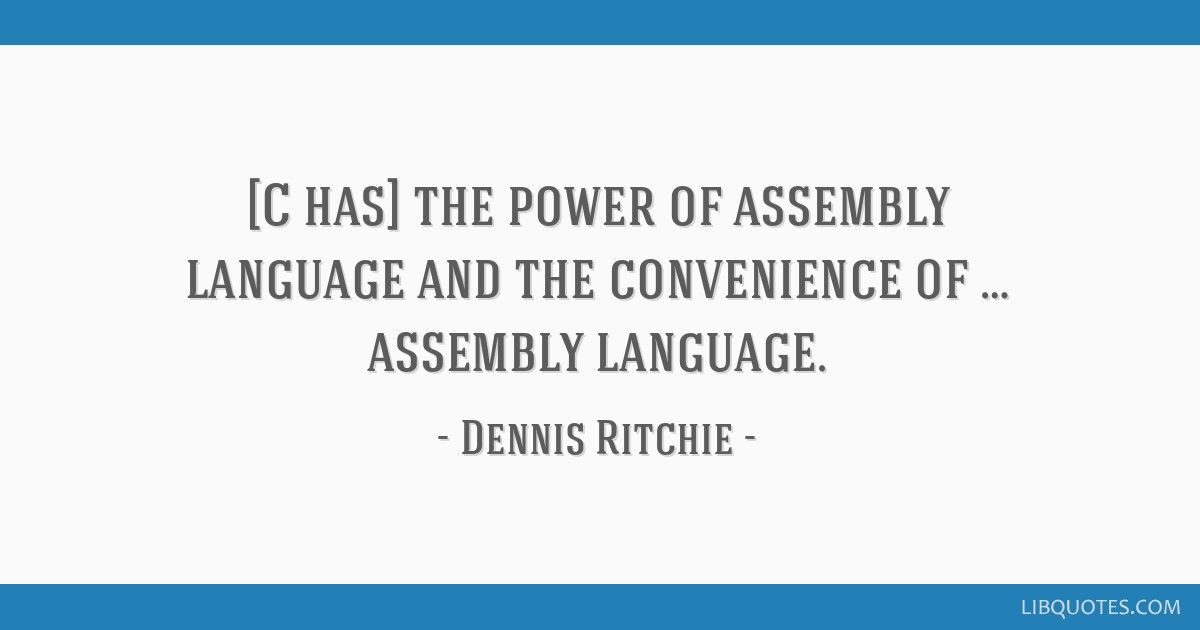 [C has] the power of assembly
language and the convenience of ...
assembly language.
- Dennis Ritchie -
LIBQUOTES.COM